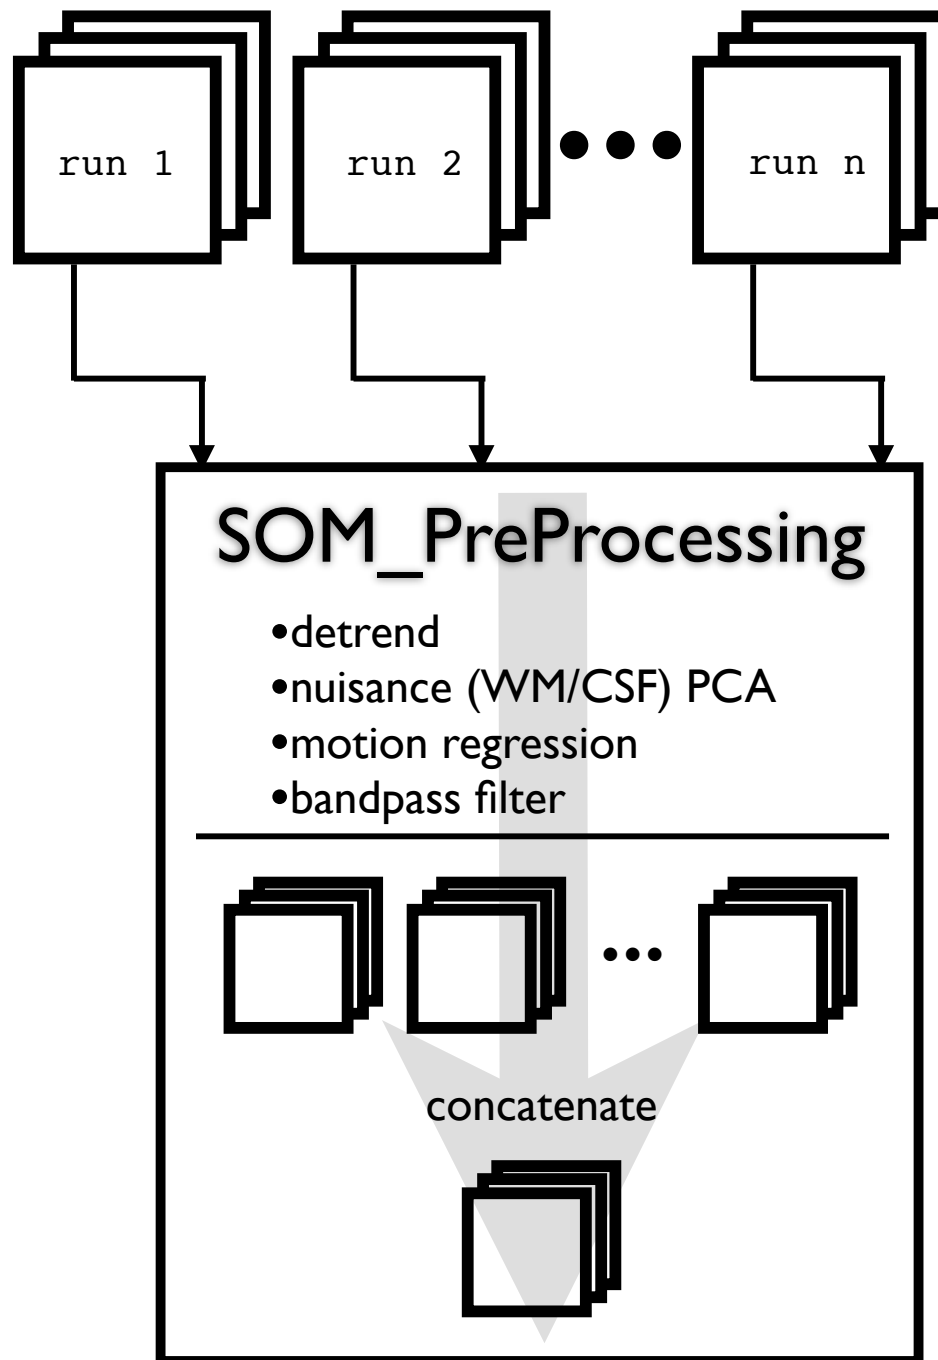 run 1
run 2
run n
SOM_PreProcessing
•detrend
•nuisance (WM/CSF) PCA
•motion regression
•bandpass filter
concatenate